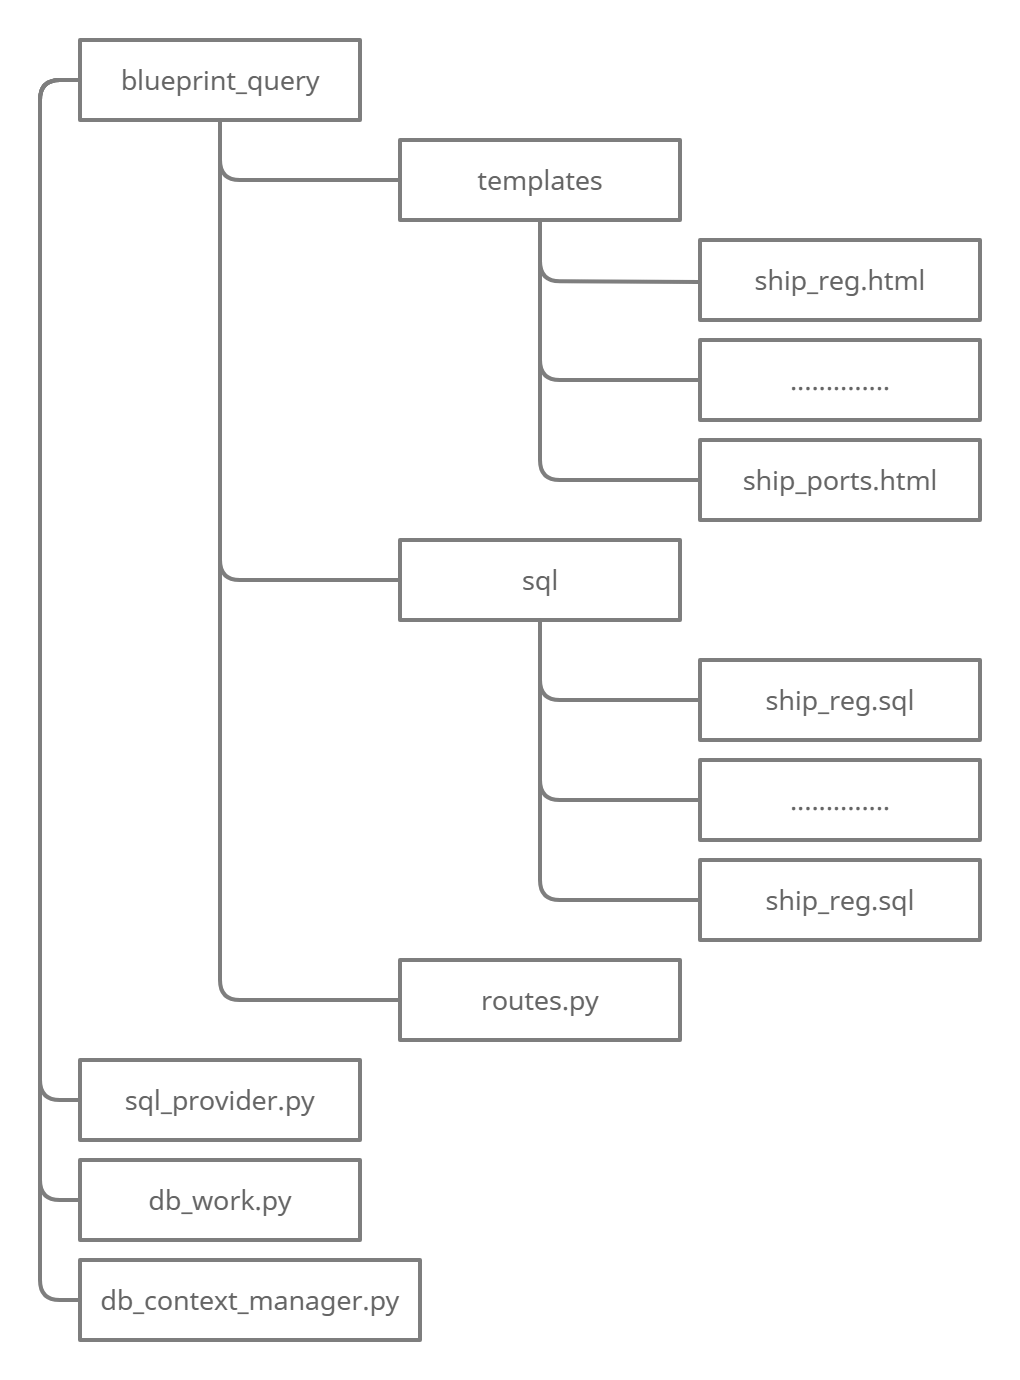 blueprint_query
templates
ship_reg.html
..............
ship_ports.html
sql
ship_reg.sql
..............
ship_reg.sql
routes.py
sql_provider.py
db_work.py
db_context_manager.py